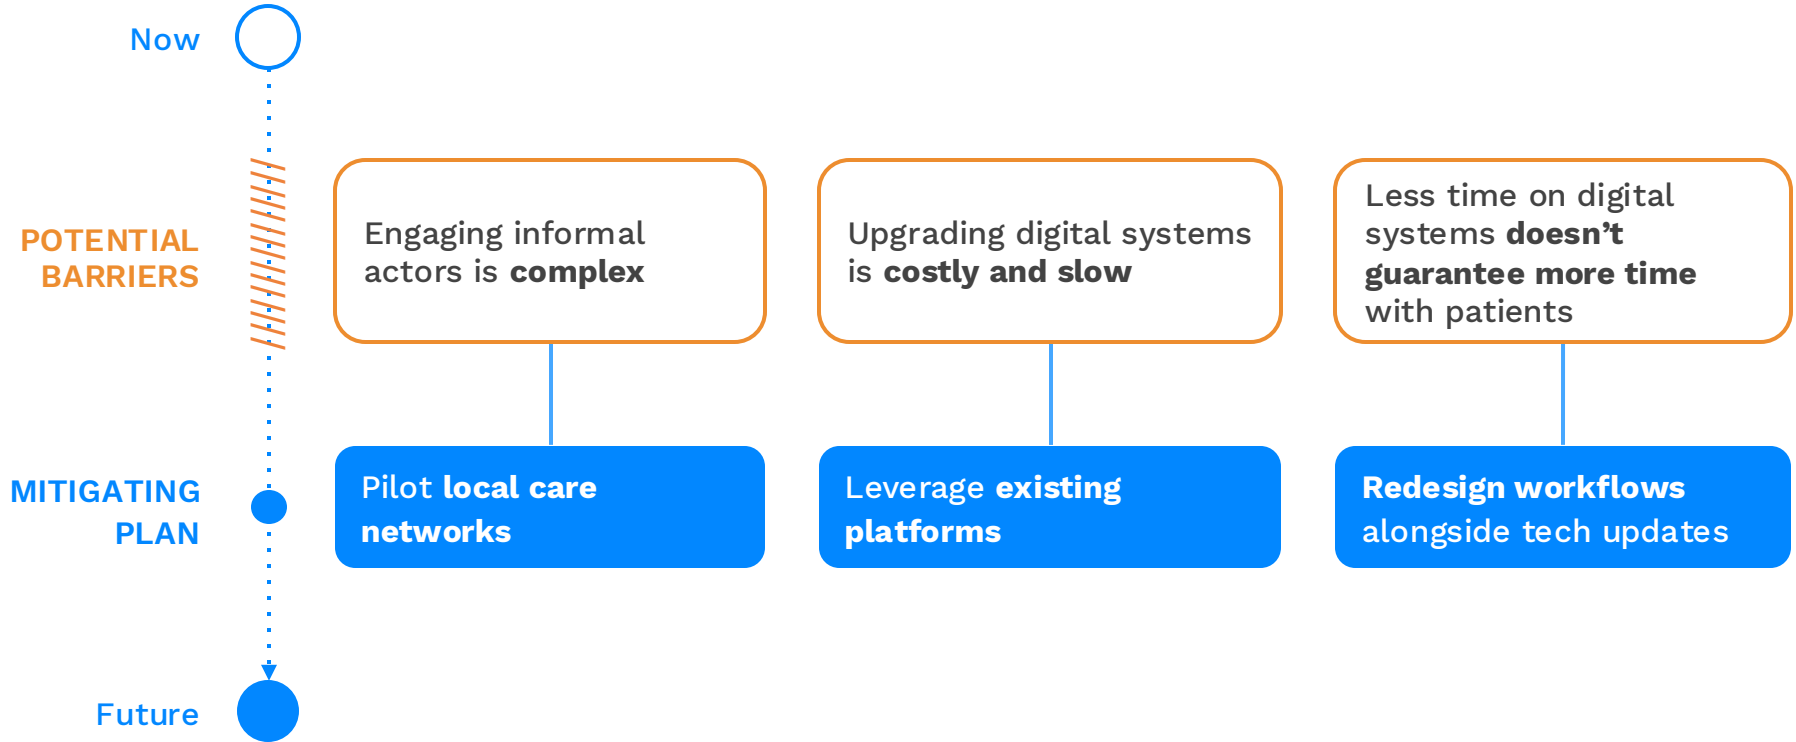 Now
POTENTIAL
BARRIERS
Engaging informal
actors is complex
Upgrading digital systems
is costly and slow
Less time on digital
systems doesn’t
guarantee more time
with patients
MITIGATING
PLAN
Pilot local care
networks
Leverage existing
platforms
Redesign workflows
alongside tech updates
Future